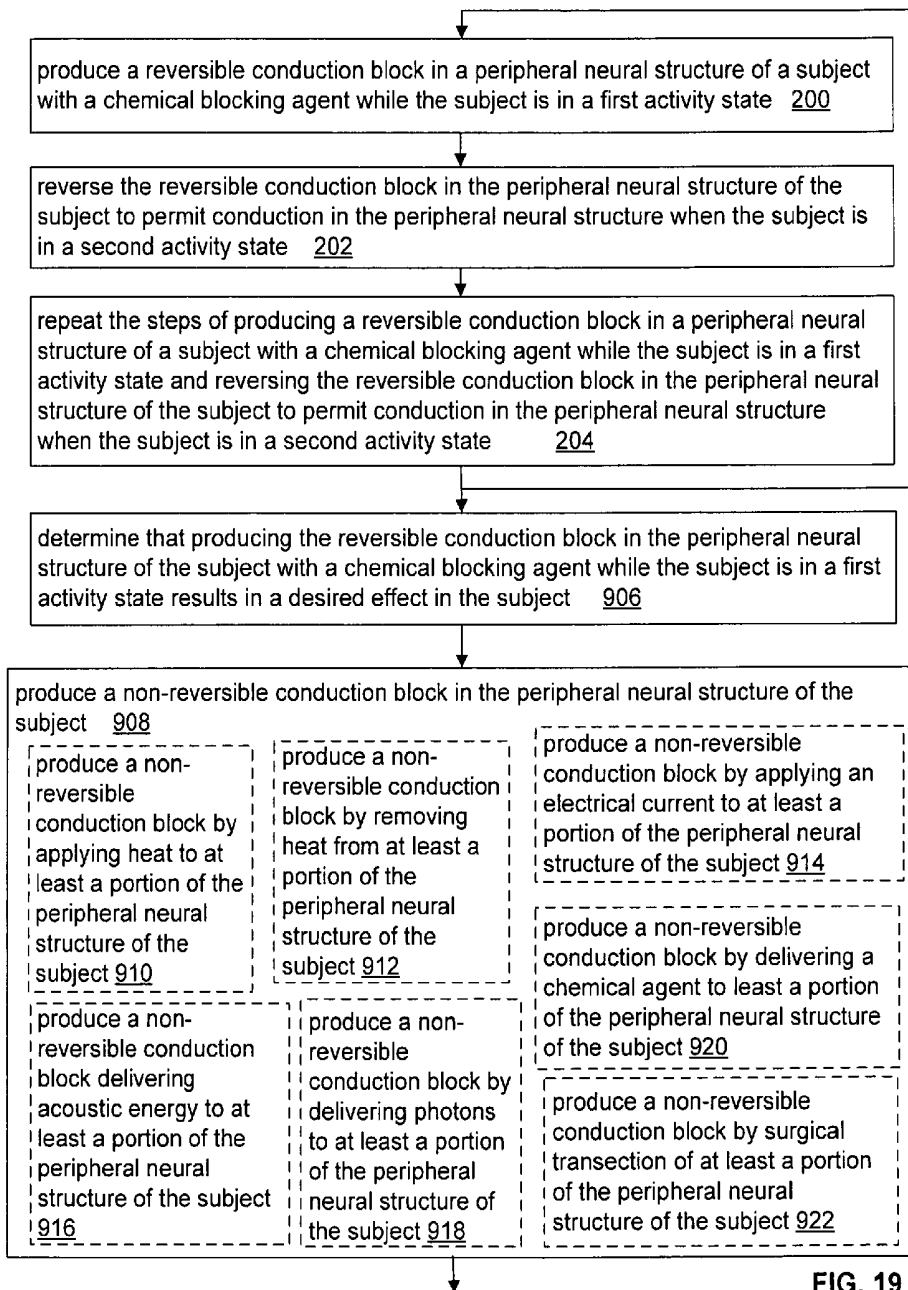 produce a reversible conduction block in a peripheral neural structure of a subject
with a chemical blocking agent while the subject is in a first activity state 200
reverse the reversible conduction block in the peripheral neural structure of the
subject to permit conduction in the peripheral neural structure when the subject is
in a second activity state 202
repeat the steps of producing a reversible conduction block in a peripheral neural
structure of a subject with a chemical blocking agent while the subject is in a first
activity state and reversing the reversible conduction block in the peripheral neural
structure of the subject to permit conduction in the peripheral neural structure
when the subject is in a second activity state 204
determine that producing the reversible conduction block in the peripheral neural
structure of the subject with a chemical blocking agent while the subject is in a first
activity state results in a desired effect in the subject 906
produce a non-reversible conduction block in the peripheral neural structure of the
subject 908
produce a non-
reversible
conduction block by
applying heat to at
least a portion of the
peripheral neural
structure of the
subject 910
produce a non-
reversible conduction
block by removing
heat from at least a
portion of the
peripheral neural
structure of the
subject 912
produce a non-reversible
conduction block by applying an
electrical current to at least a
portion of the peripheral neural
structure of the subject 914
produce a non-reversible
conduction block by delivering a
chemical agent to least a portion
of the peripheral neural structure
of the subject 920
produce a non-
reversible conduction
block delivering
acoustic energy to at
least a portion of the
peripheral neural
structure of the subject
916
produce a non-
reversible
conduction block by
delivering photons
to at least a portion
of the peripheral
neural structure of
the subject 918
produce a non-reversible
conduction block by surgical
transection of at least a portion
of the peripheral neural
structure of the subject 922
FIG. 19